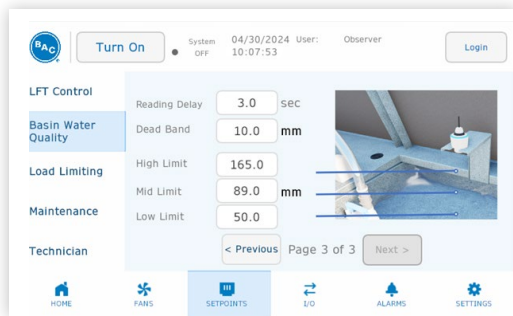 BAC
Turn On
System OFF
04/30/2024 User: Observer
10:07:53
Login
LFT Control
Basin Water Quality
Load Limiting
Maintenance
Technician
Reading Delay 3.0 sec
Dead Band 10.0 mm
High Limit 165.0
Mid Limit 89.0 mm
Low Limit 50.0
< Previous Page 3 of 3 Next >
HOME FANS SETPOINTS I/O ALARMS SETTINGS